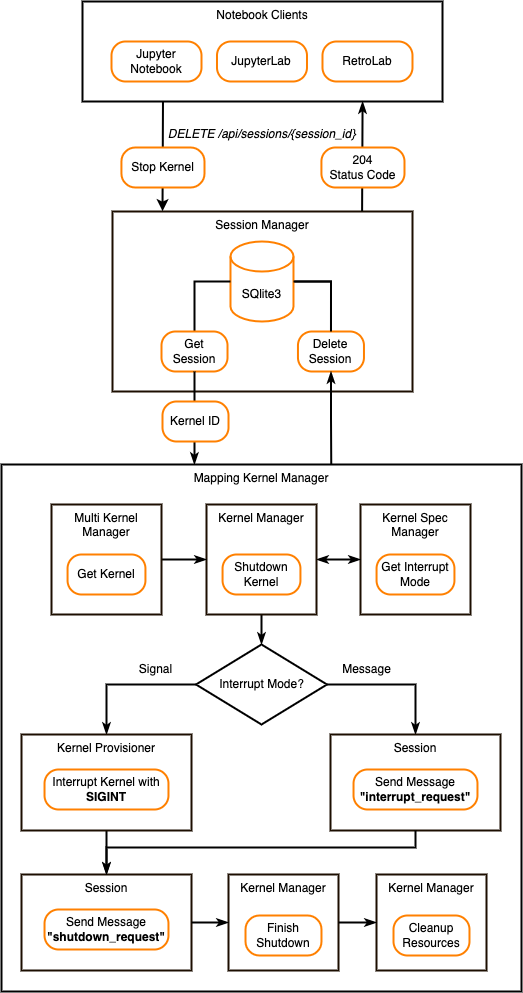 Notebook Clients
Jupyter
Notebook
JupyterLab
RetroLab
DELETE /api/sessions/{session_id}
Stop Kernel
204
Status Code
Session Manager
SQlite3
Get
Session
Delete
Session
Kernel ID
Mapping Kernel Manager
Multi Kernel
Manager
Get Kernel
Kernel Manager
Shutdown
Kernel
Kernel Spec
Manager
Get Interrupt
Mode
Signal
Interrupt Mode?
Message
Kernel Provisioner
Interrupt Kernel with
SIGINT
Session
Send Message
"interrupt_request"
Session
Send Message
"shutdown_request"
Kernel Manager
Finish
Shutdown
Kernel Manager
Cleanup
Resources